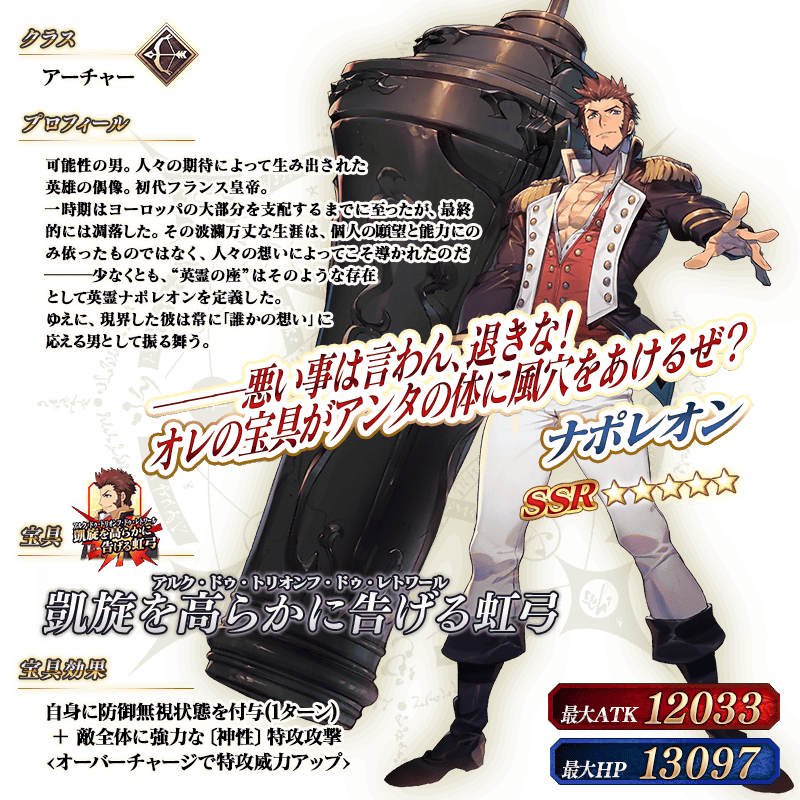 クラス
アーチャー
プロフィール
可能性の男。人々の期待によって生み出された
英雄の偶像。初代フランス皇帝。
一時期はヨーロッパの大部分を支配するまでに至ったが、最終
的には凋落した。その波瀾万丈な生涯は、個人の願望と能力にの
み依ったものではなく、人々の想いによってこそ導かれたのだ
―――少なくとも、“英霊の座”はそのような存在
として英霊ナポレオンを定義した。
ゆえに、現界した彼は常に「誰かの想い」に
応える男として振る舞う。
―――悪い事は言わん、退きな!
オレの宝具がアンタの体に風穴をあけるぜ?
ナポレオン
SSR☆☆☆☆☆
アルク・ドゥ・トリオンフ・ドゥ・レトワール
凱旋を高らかに
告げる虹弓
宝具
アルク・ドゥ・トリオンフ・ドゥ・レトワール
凱旋を高らかに告げる虹弓
宝具効果
自身に防御無視状態を付与(1ターン)
+ 敵全体に強力な〔神性〕特攻攻撃
<オーバーチャージで特攻威力アップ>
最大ATK 12033
最大HP 13097